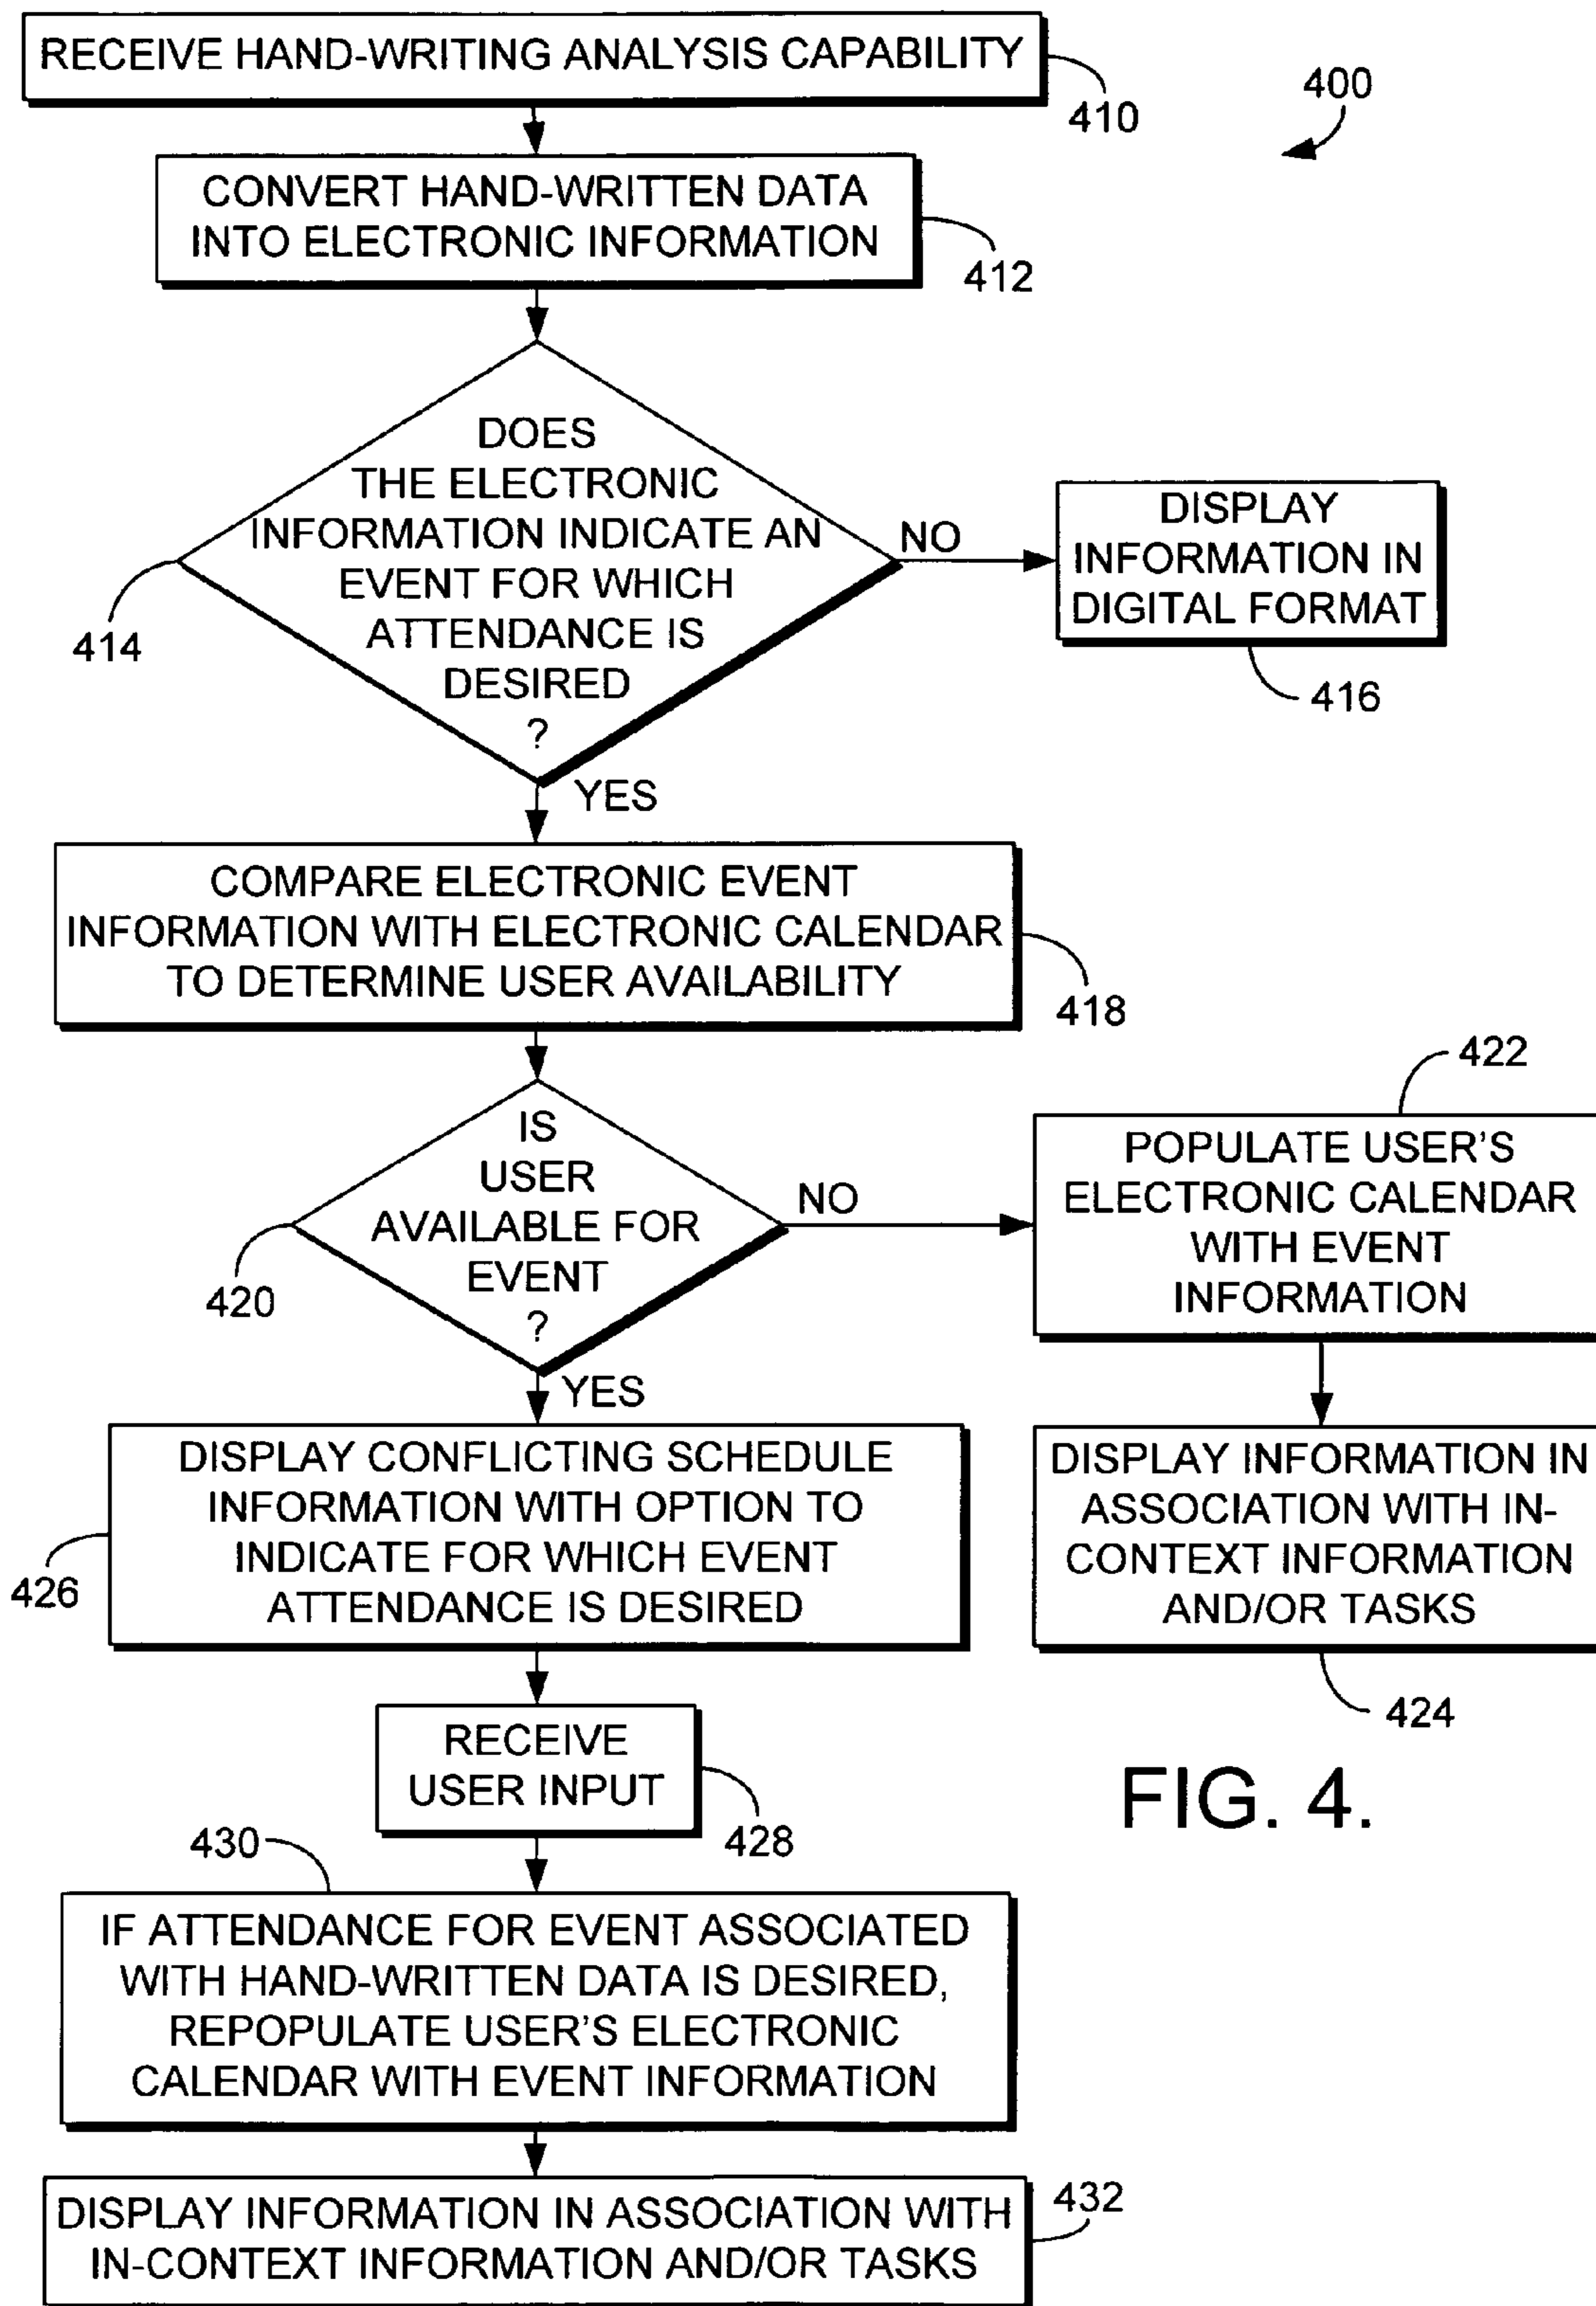 RECEIVE HAND-WRITING ANALYSIS CAPABILITY
410
400
CONVERT HAND-WRITTEN DATA
INTO ELECTRONIC INFORMATION
412
DOES
THE ELECTRONIC
INFORMATION INDICATE AN
EVENT FOR WHICH
ATTENDANCE IS
DESIRED
?
414
NO
DISPLAY
INFORMATION IN
DIGITAL FORMAT
416
YES
COMPARE ELECTRONIC EVENT
INFORMATION WITH ELECTRONIC CALENDAR
TO DETERMINE USER AVAILABILITY
418
IS
USER
AVAILABLE FOR
EVENT
?
420
NO
422
POPULATE USER'S
ELECTRONIC CALENDAR
WITH EVENT
INFORMATION
YES
DISPLAY INFORMATION IN
ASSOCIATION WITH IN-
CONTEXT INFORMATION
AND/OR TASKS
424
DISPLAY CONFLICTING SCHEDULE
INFORMATION WITH OPTION TO
INDICATE FOR WHICH EVENT
ATTENDANCE IS DESIRED
426
RECEIVE
USER INPUT
428
FIG. 4.
430
IF ATTENDANCE FOR EVENT ASSOCIATED
WITH HAND-WRITTEN DATA IS DESIRED,
REPOPULATE USER'S ELECTRONIC
CALENDAR WITH EVENT INFORMATION
DISPLAY INFORMATION IN ASSOCIATION WITH
IN-CONTEXT INFORMATION AND/OR TASKS
432